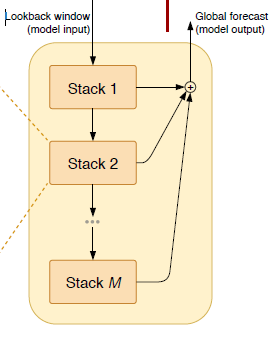 Lookback window
(model input)
Global forecast
(model output)
Stack 1
+
Stack 2
...
Stack M